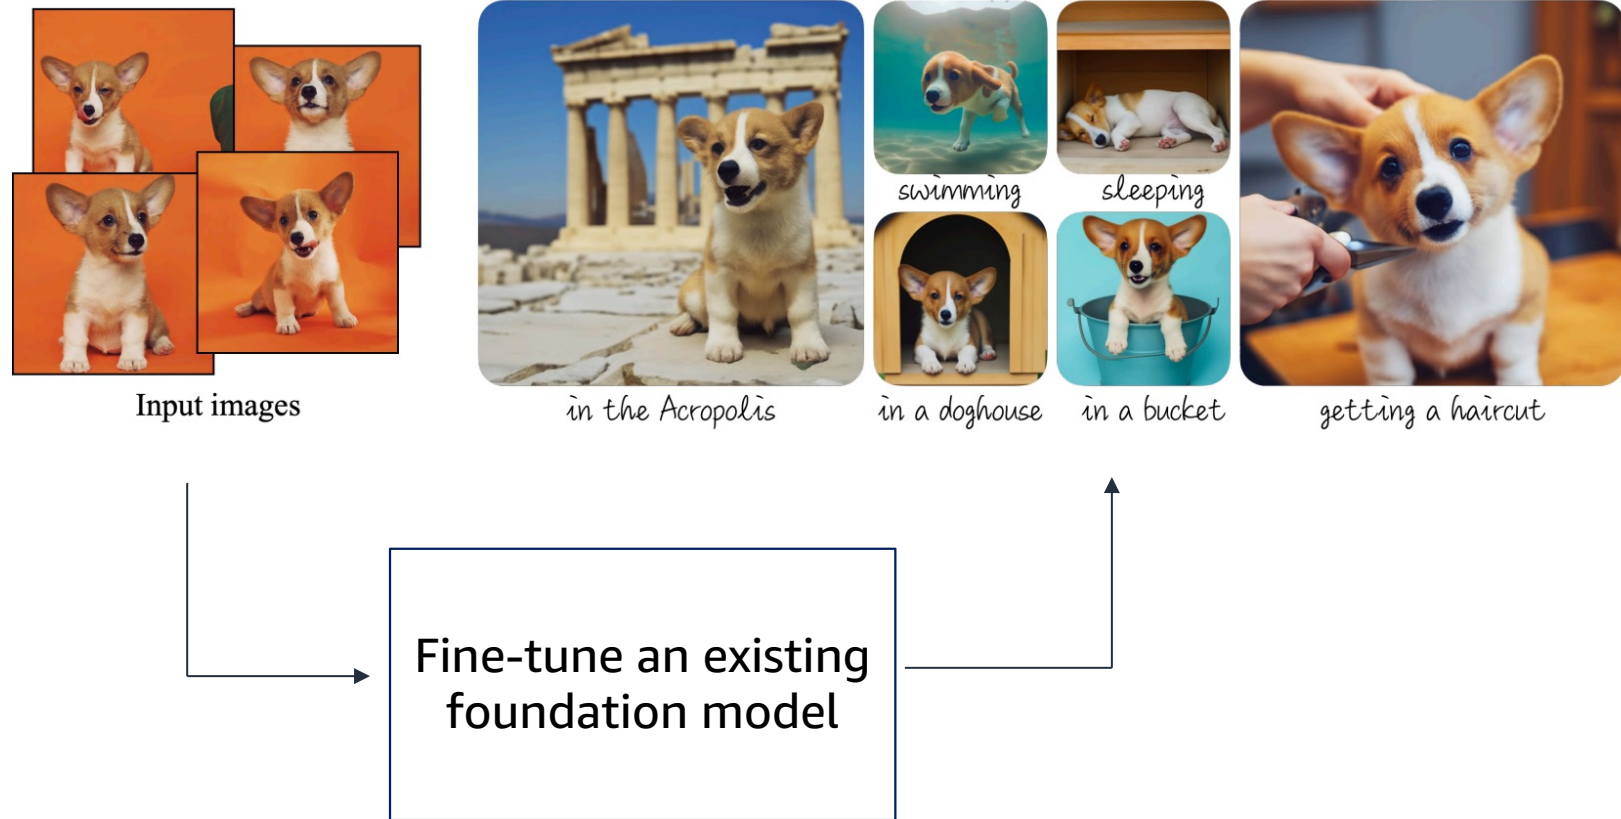 swimming
sleeping
Input images
in the Acropolis
in a doghouse
in a bucket
getting a haircut
Fine-tune an existing
foundation model